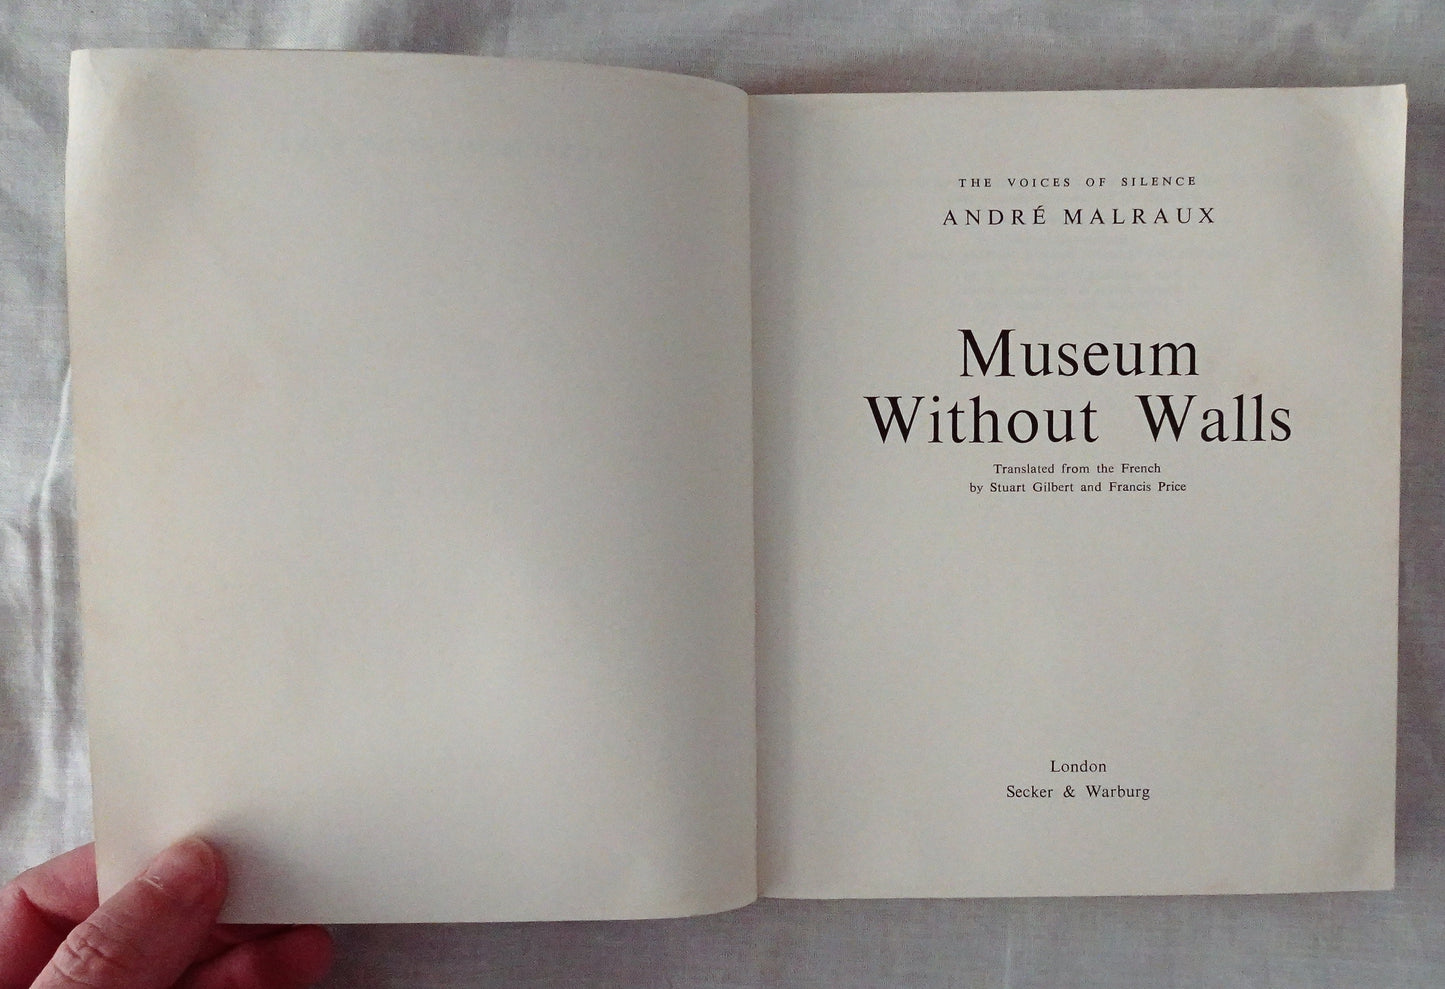 THE VOICES OF SILENCE
ANDRÉ MALRAUX
Museum
Without Walls
Translated from the French
by Stuart Gilbert and Francis Price
London
Secker & Warburg